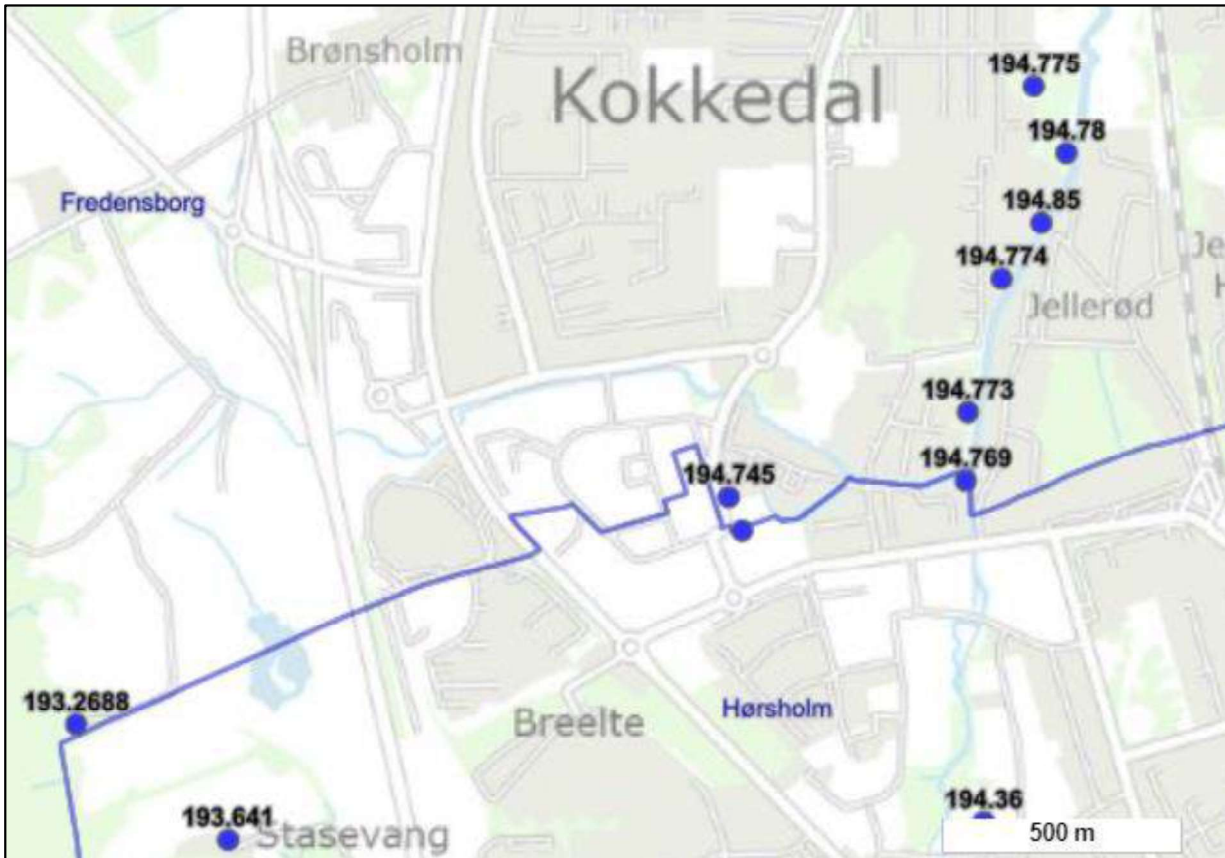 Brønsholm
194.775
Kokkedal
194.78
Fredensborg
194.85
194.774
Jellerød
194.773
194.769
194.745
193.2688
Hørsholm
Breelte
194.36
193.641
Stasevang
500 m